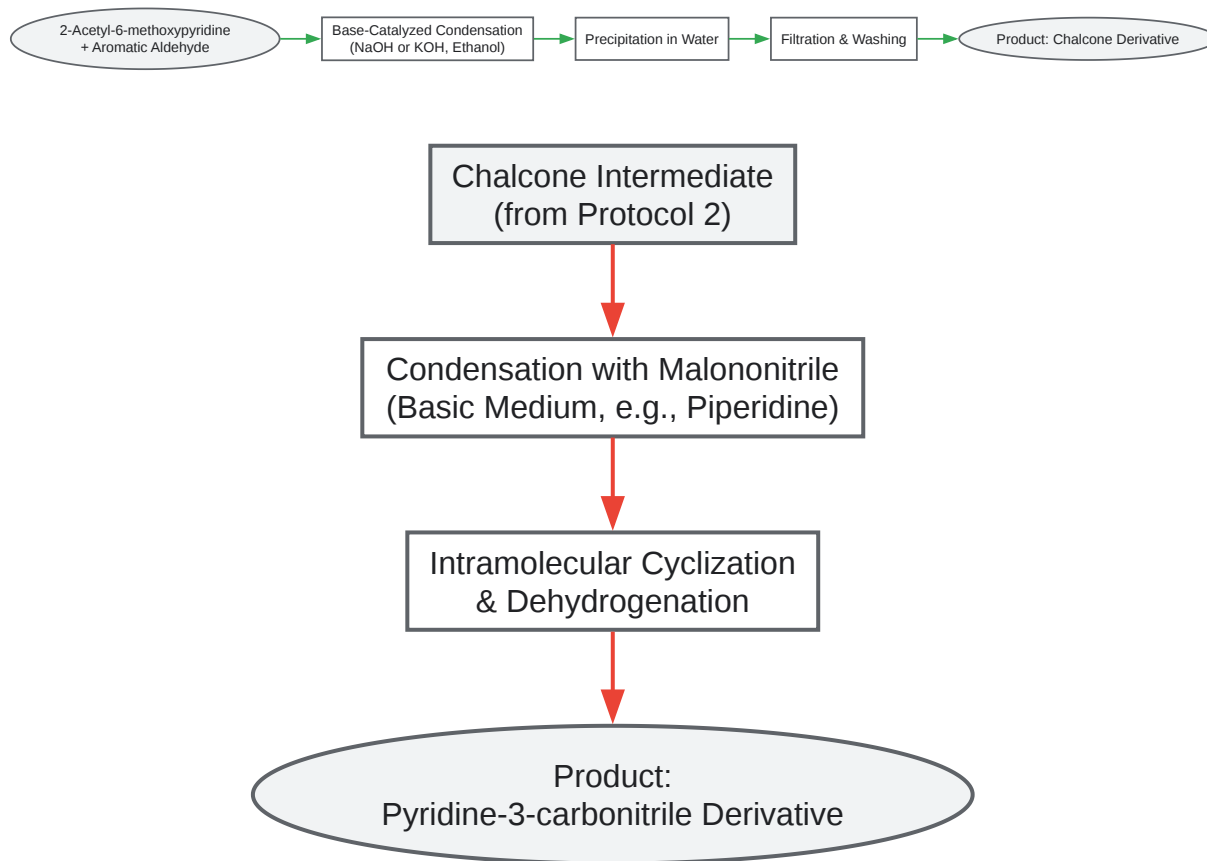 2-Acetyl-6-methoxypyridine
+ Aromatic Aldehyde
Base-Catalyzed Condensation
(NaOH or KOH, Ethanol)
Precipitation in Water
Filtration & Washing
Product: Chalcone Derivative
Chalcone Intermediate
(from Protocol 2)
Condensation with Malononitrile
(Basic Medium, e.g., Piperidine)
Intramolecular Cyclization
& Dehydrogenation
Product:
Pyridine-3-carbonitrile Derivative